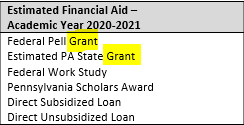 Estimated Financial Aid –
Academic Year 2020-2021
Federal Pell Grant
Estimated PA State Grant
Federal Work Study
Pennsylvania Scholars Award
Direct Subsidized Loan
Direct Unsubsidized Loan